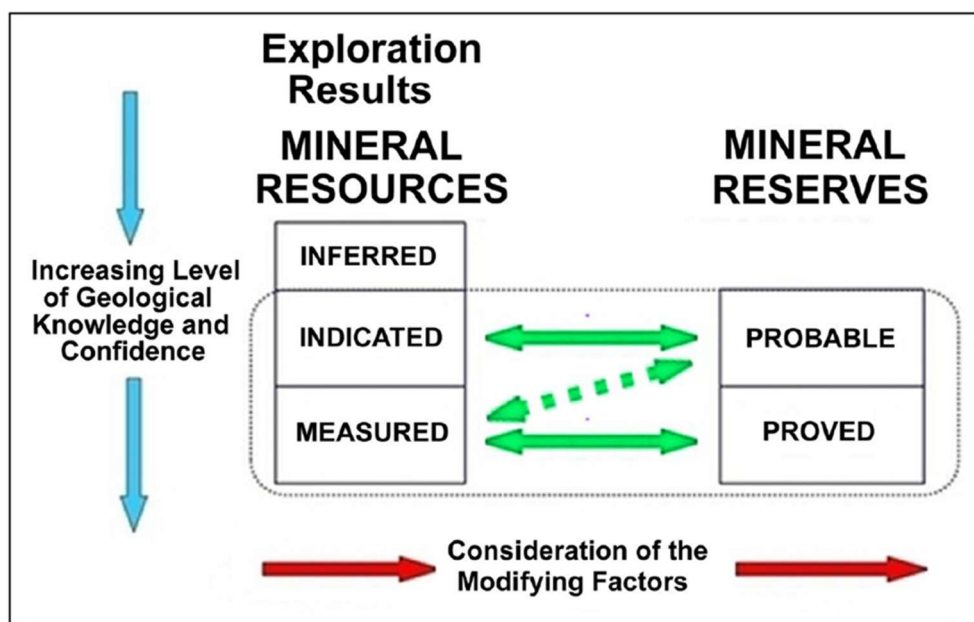 Exploration
Results
MINERAL
RESOURCES
MINERAL
RESERVES
INFERRED
INDICATED
MEASURED
PROBABLE
PROVED
Increasing Level
of Geological
Knowledge and
Confidence
Consideration of the
Modifying Factors